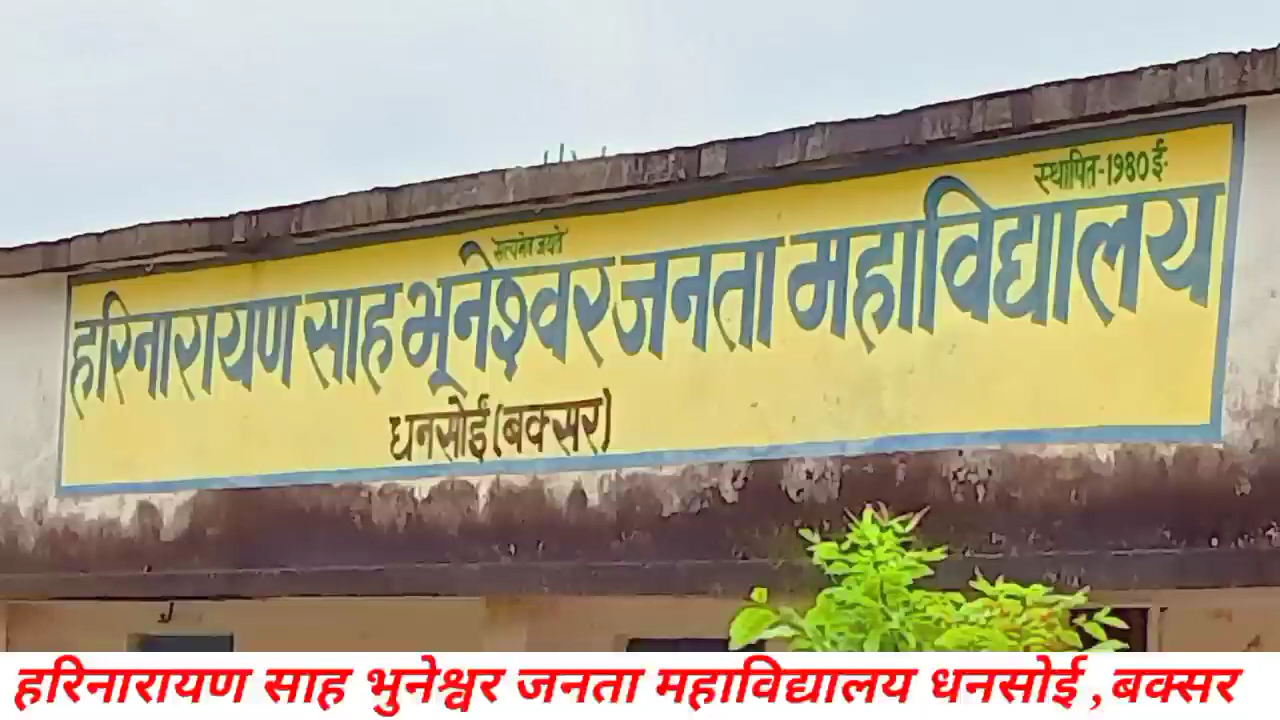 स्थापित-1980ई·
सत्यमेव जयते
हरिनारायण साह भूनेश्वर जनता महाविद्यालय
धनसोई (बक्सर)
हरिनारायण साह भुनेश्वर जनता महाविद्यालय धनसोई ,बक्सर